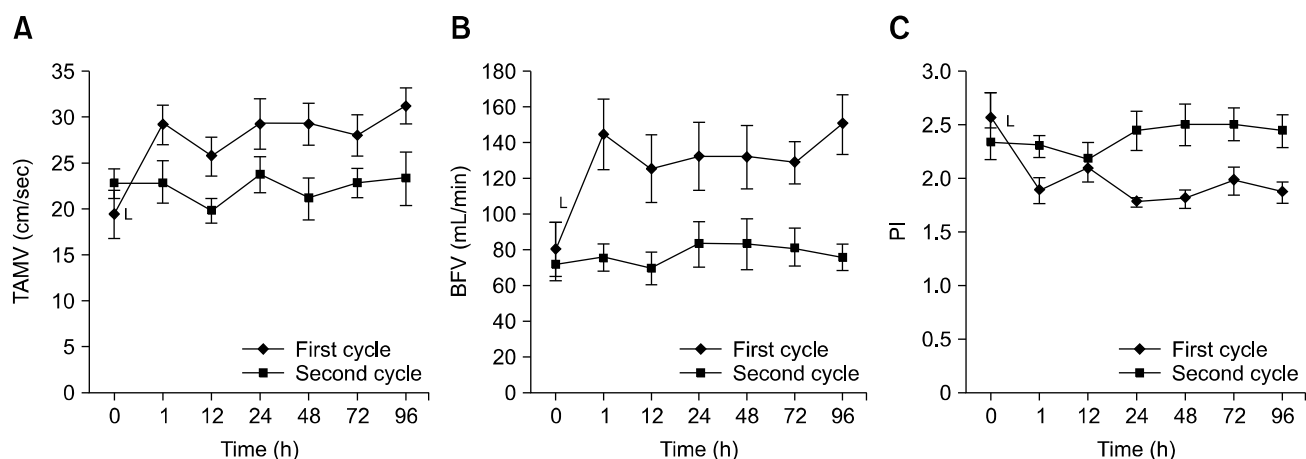 A
TAMV (cm/sec)
35
30
25
20
15
10
5
0
L
First cycle
Second cycle
0 1 12 24 48 72 96
Time (h)
B
BFV (mL/min)
180
160
140
120
100
80
60
40
20
0
L
First cycle
Second cycle
0 1 12 24 48 72 96
Time (h)
C
PI
3.0
2.5
2.0
1.5
1.0
0.5
0
L
First cycle
Second cycle
0 1 12 24 48 72 96
Time (h)